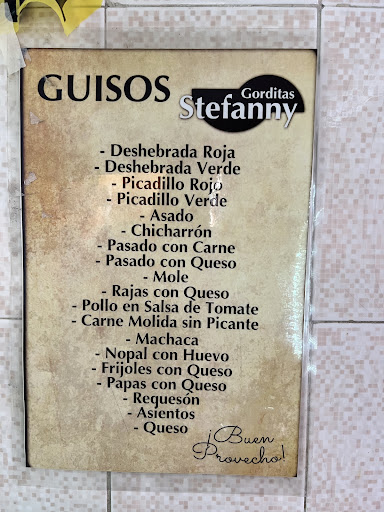 GUISOS
Gorditas
Stefanny
- Deshebrada Roja
- Deshebrada Verde
- Picadillo Rojo
- Picadillo Verde
- Asado
- Chicharrón
- Pasado con Carne
- Pasado con Queso
- Mole
- Rajas con Queso
- Pollo en Salsa de Tomate
- Carne Molida sin Picante
- Machaca
- Nopal con Huevo
- Frijoles con Queso
- Papas con Queso
- Requesón
- Asientos
- Queso
¡Buen
Provecho!